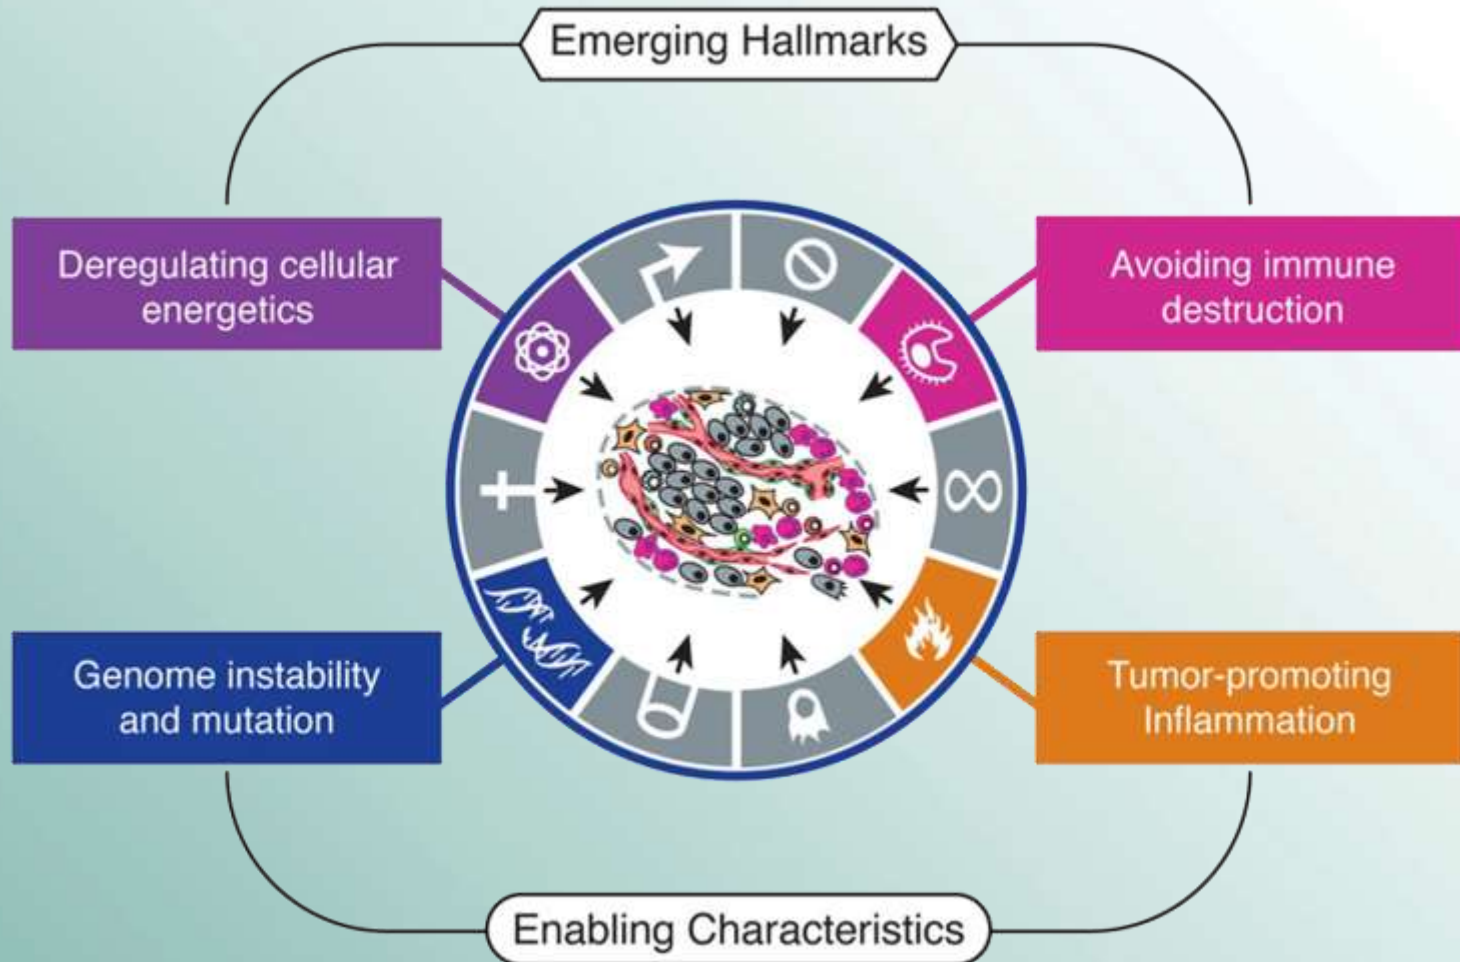 Emerging Hallmarks
Deregulating cellular
energetics
Avoiding immune
destruction
Genome instability
and mutation
Tumor-promoting
Inflammation
Enabling Characteristics